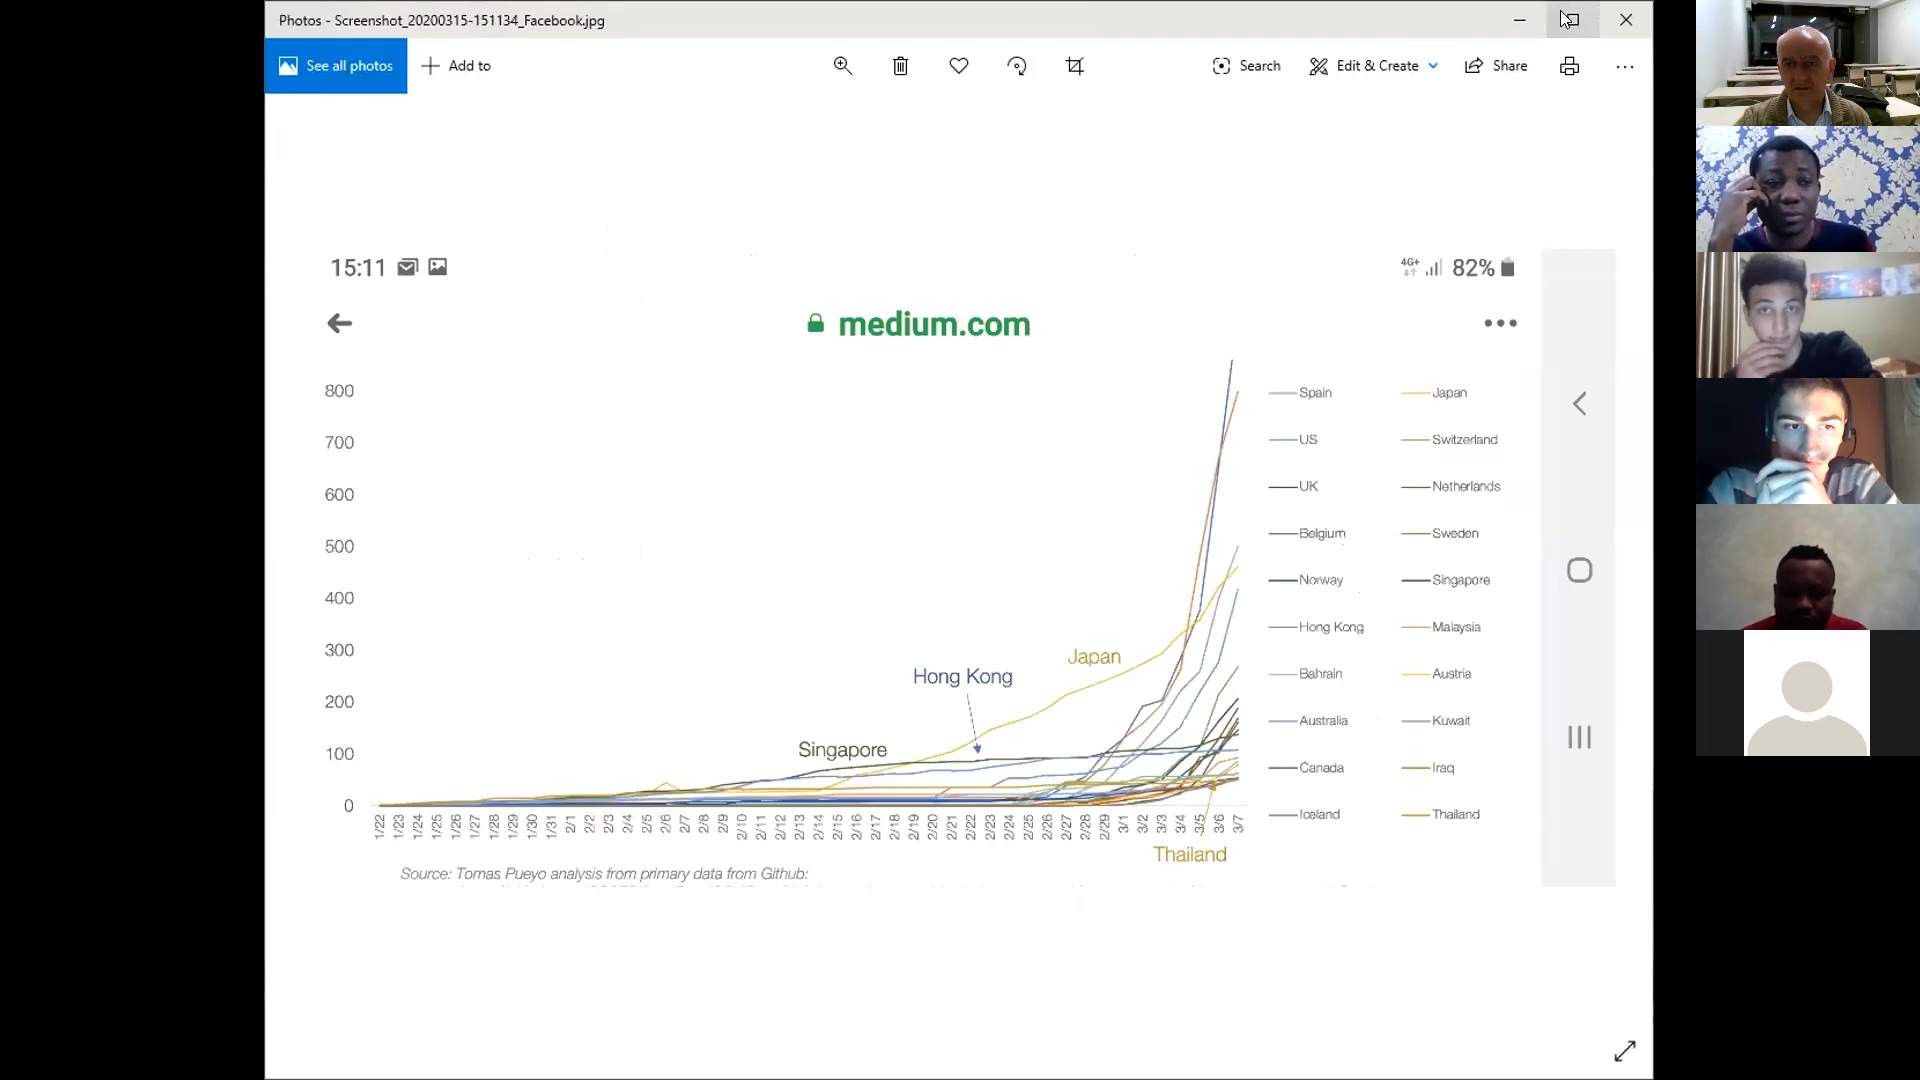 Photos - Screenshot_20200315-151134_Facebook.jpg
See all photos
Add to
Search
Edit & Create
Share
15:11
4G+
82%
medium.com
800
700
600
500
400
300
200
100
0
Spain
Japan
US
Switzerland
UK
Netherlands
Belgium
Sweden
Norway
Singapore
Hong Kong
Malaysia
Bahrain
Austria
Australia
Kuwait
Canada
Iraq
Iceland
Thailand
Japan
Hong Kong
Singapore
1/22
1/23
1/24
1/25
1/26
1/27
1/28
1/29
1/30
1/31
2/1
2/2
2/3
2/4
2/5
2/6
2/7
2/8
2/9
2/10
2/11
2/12
2/13
2/14
2/15
2/16
2/17
2/18
2/19
2/20
2/21
2/22
2/23
2/24
2/25
2/26
2/27
2/28
2/29
3/1
3/2
3/3
3/4
3/5
3/6
3/7
Thailand
Source: Tomas Pueyo analysis from primary data from Github: